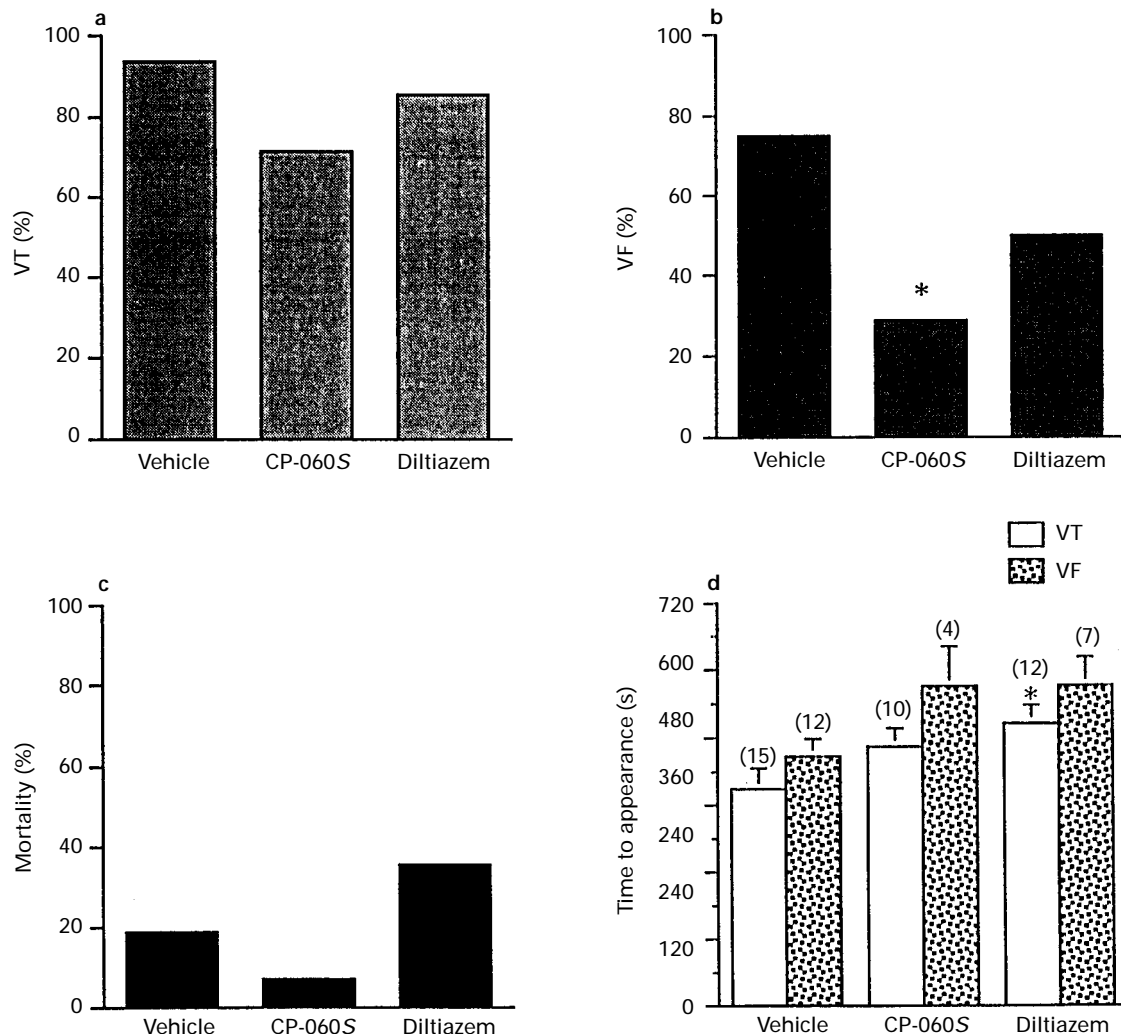 a
100
80
60
40
20
0
VT (%)
Vehicle CP-060S Diltiazem
b
100
80
60
40
20
0
VF (%)
*
Vehicle CP-060S Diltiazem
c
100
80
60
40
20
0
Mortality (%)
Vehicle CP-060S Diltiazem
VT
VF
d
720
600
480
360
240
240
120
0
Time to appearance (s)
(15) (12) (10) (4) (12) (7)
*
Vehicle CP-060S Diltiazem